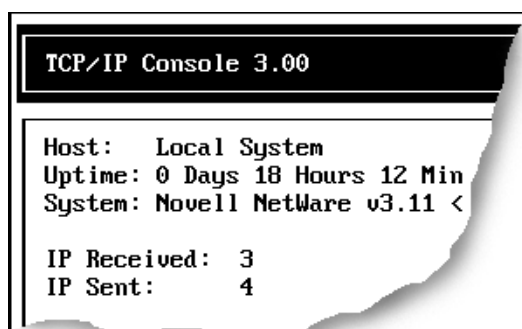 TCP/IP Console 3.00
Host: Local System
Uptime: 0 Days 18 Hours 12 Min
System: Novell NetWare v3.11 <
IP Received: 3
IP Sent: 4